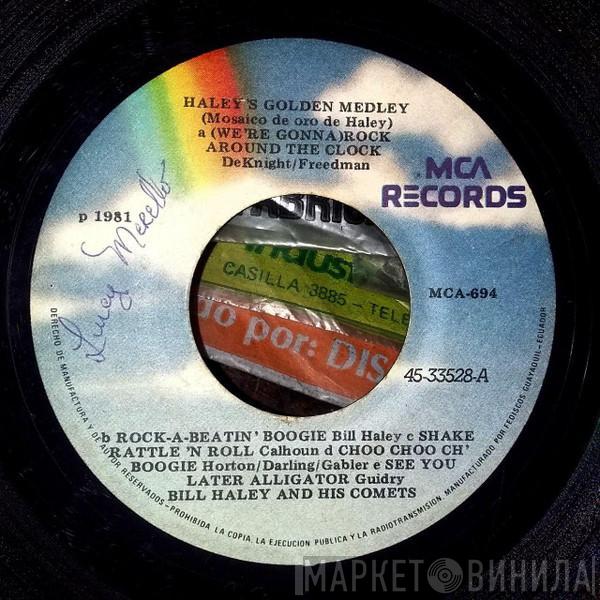 HALEY'S GOLDEN MEDLEY
(Mosaico de oro de Haley)
a (WE'RE GONNA)ROCK
AROUND THE CLOCK
DeKnight/Freedman
MCA
RECORDS
p 1981
Lucy Merello
CASILLA 3885 – TELE
jo por: DIS
MCA-694
45-33528-A
b ROCK-A-BEATIN' BOOGIE Bill Haley c SHAKE
RATTLE 'N ROLL Calhoun d CHOO CHOO CH'
BOOGIE Horton/Darling/Gabler e SEE YOU
LATER ALLIGATOR Guidry
BILL HALEY AND HIS COMETS
DERECHO DE MANUFACTURA Y DE AUTOR RESERVADOS – PROHIBIDA LA COPIA, LA EJECUCION PUBLICA Y LA RADIOTRANSMISION. MANUFACTURADO POR FEDISCOS GUAYAQUIL – ECUADOR
МАРКЕТ ВИНИЛА